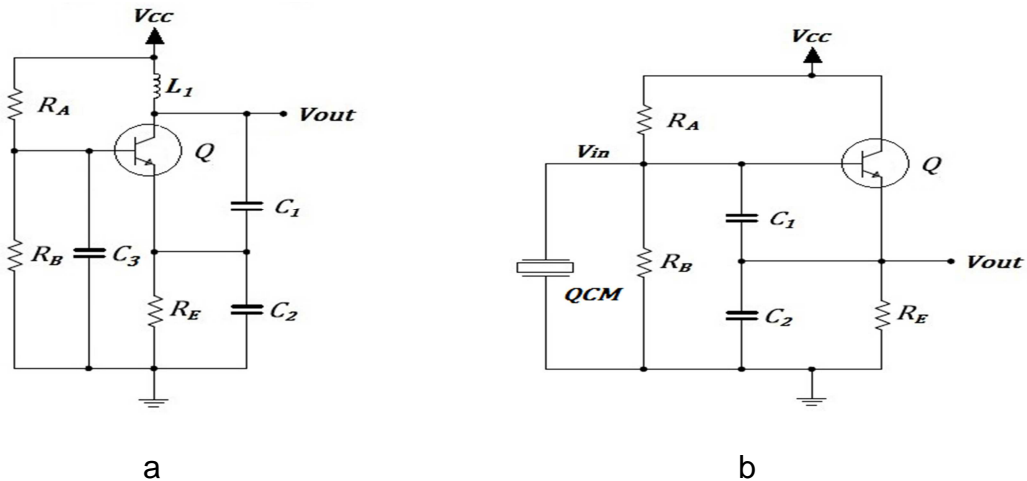 Vcc
L1
RA
Vout
Q
C1
RB
C3
RE
C2
a
Vcc
RA
Vin
Q
C1
RB
QCM
Vout
C2
RE
b